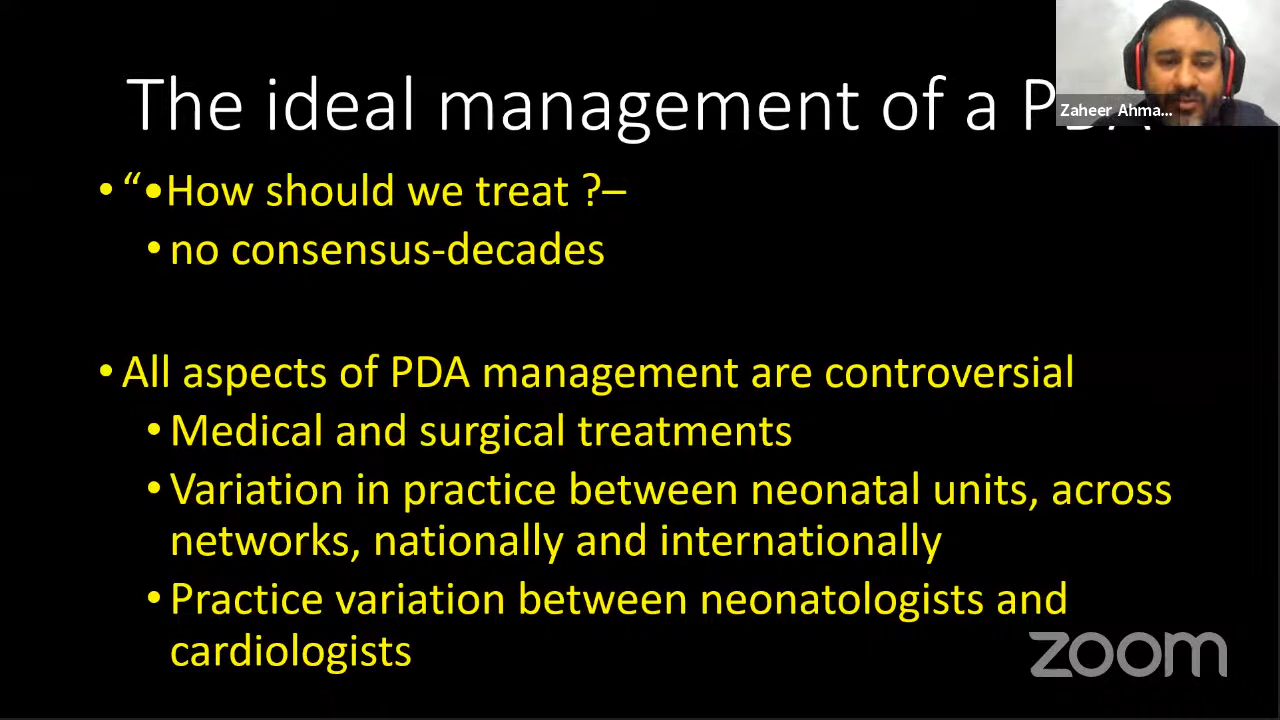 Zaheer Ahma...
The ideal management of a PDA
• “•How should we treat ?–
• no consensus-decades
• All aspects of PDA management are controversial
• Medical and surgical treatments
• Variation in practice between neonatal units, across
networks, nationally and internationally
• Practice variation between neonatologists and
cardiologists
zoom